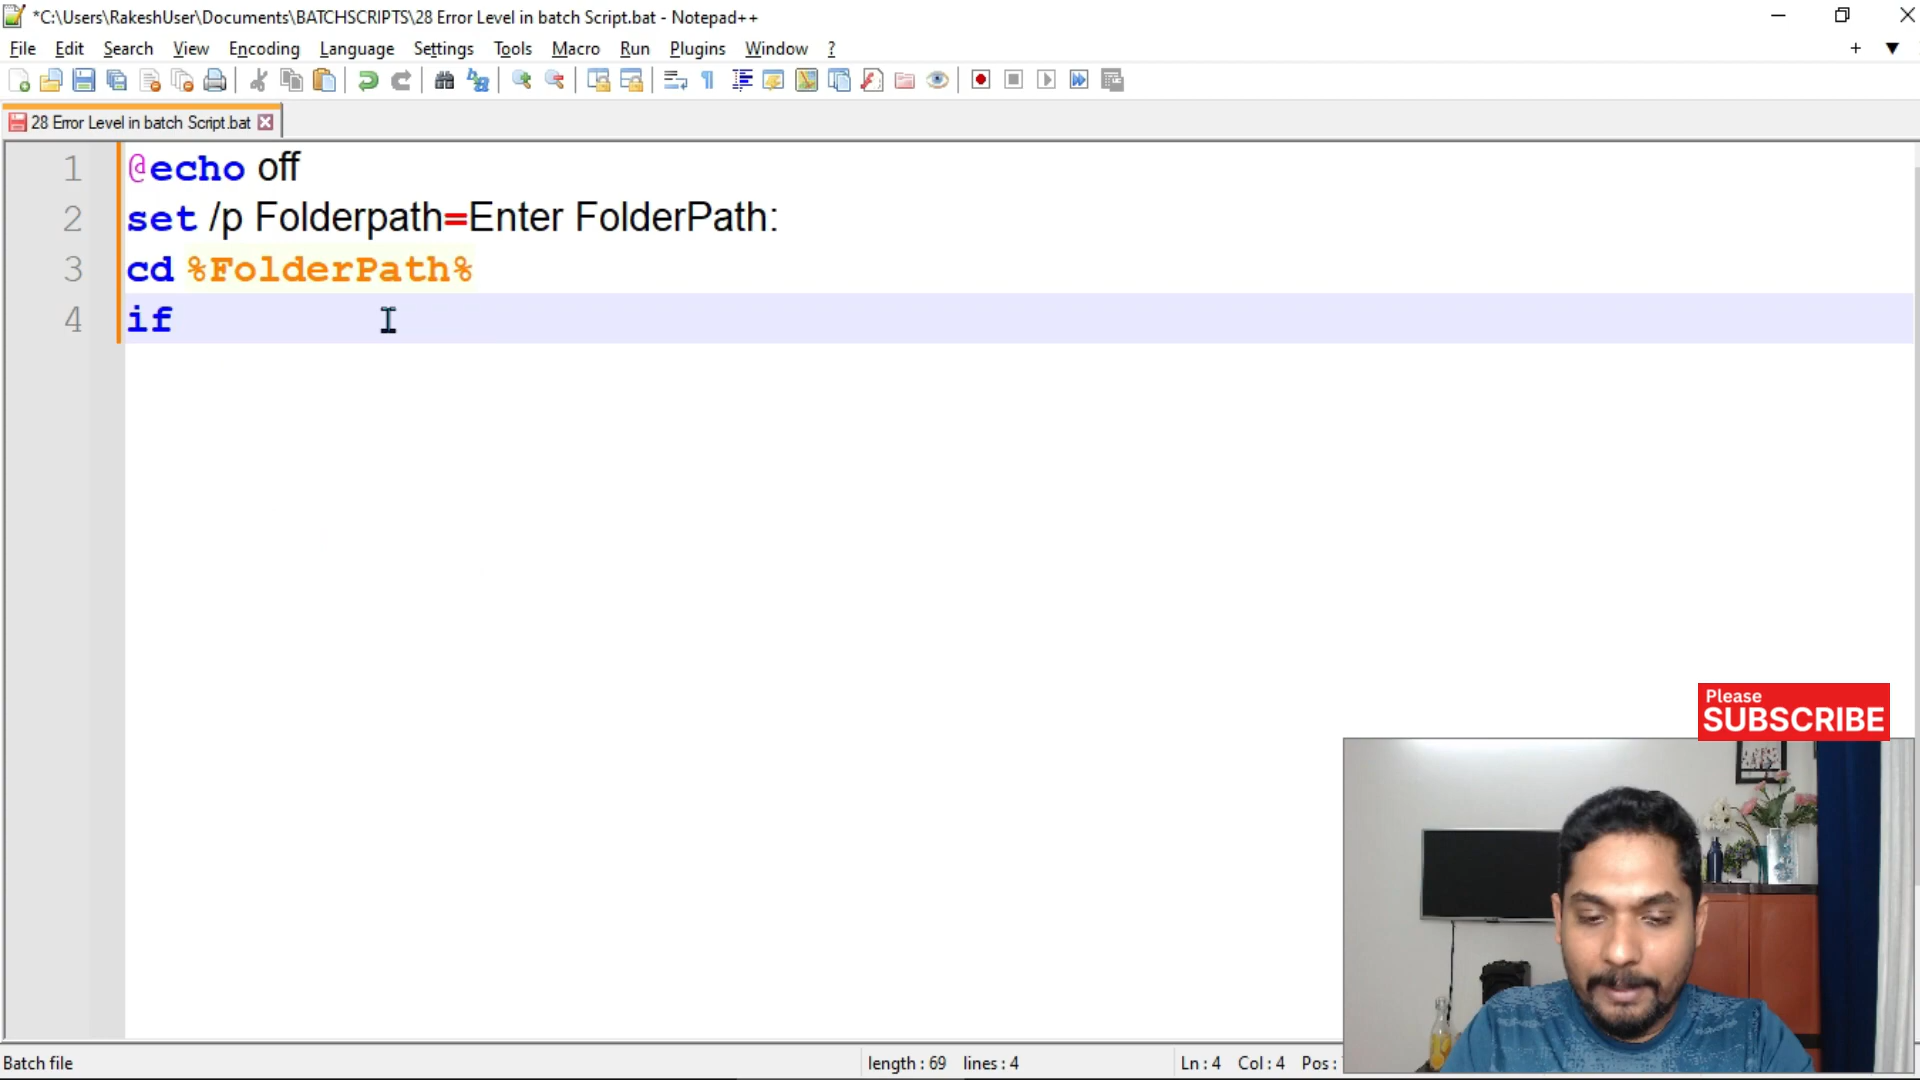 *C:\Users\RakeshUser\Documents\BATCHSCRIPTS\28 Error Level in batch Script.bat - Notepad++
File Edit Search View Encoding Language Settings Tools Macro Run Plugins Window ?
28 Error Level in batch Script.bat
1 @echo off
2 set /p Folderpath=Enter FolderPath:
3 cd %FolderPath%
4 if
Please
SUBSCRIBE
Batch file length : 69 lines : 4 Ln : 4 Col : 4 Pos :